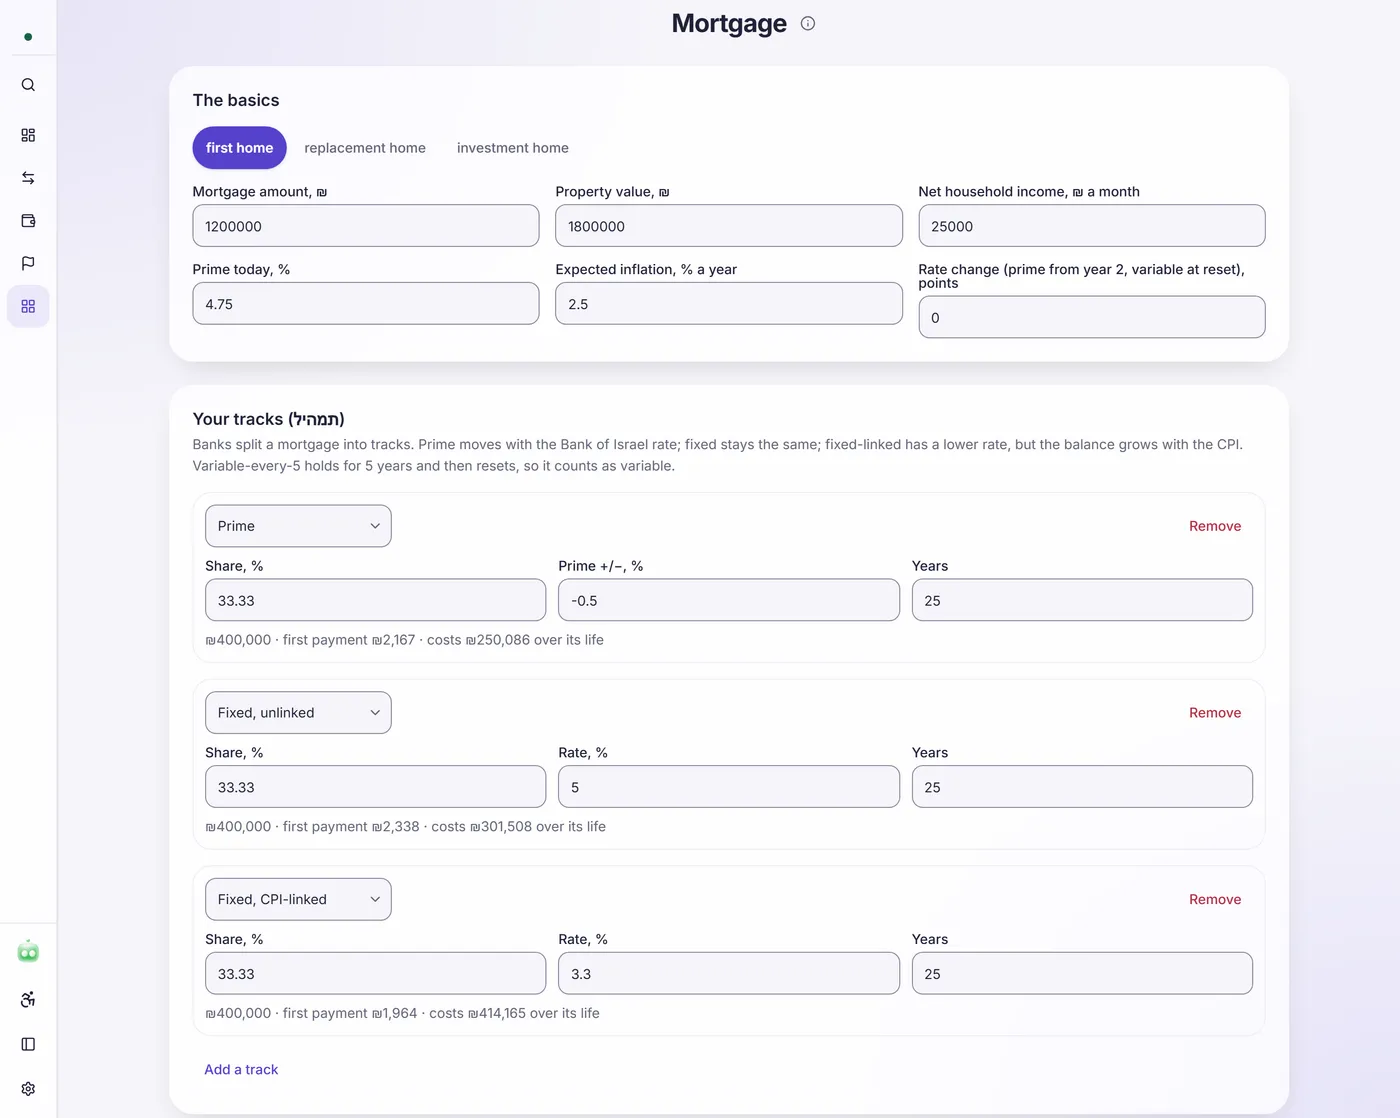 Mortgage
The basics
first home replacement home investment home
Mortgage amount, ₪ Property value, ₪ Net household income, ₪ a month
1200000 1800000 25000
Prime today, % Expected inflation, % a year Rate change (prime from year 2, variable at reset), points
4.75 2.5 0
Your tracks (תמהיל)
Banks split a mortgage into tracks. Prime moves with the Bank of Israel rate; fixed stays the same; fixed-linked has a lower rate, but the balance grows with the CPI.
Variable-every-5 holds for 5 years and then resets, so it counts as variable.
Prime Remove
Share, % Prime +/−, % Years
33.33 -0.5 25
₪400,000 · first payment ₪2,167 · costs ₪250,086 over its life
Fixed, unlinked Remove
Share, % Rate, % Years
33.33 5 25
₪400,000 · first payment ₪2,338 · costs ₪301,508 over its life
Fixed, CPI-linked Remove
Share, % Rate, % Years
33.33 3.3 25
₪400,000 · first payment ₪1,964 · costs ₪414,165 over its life
Add a track